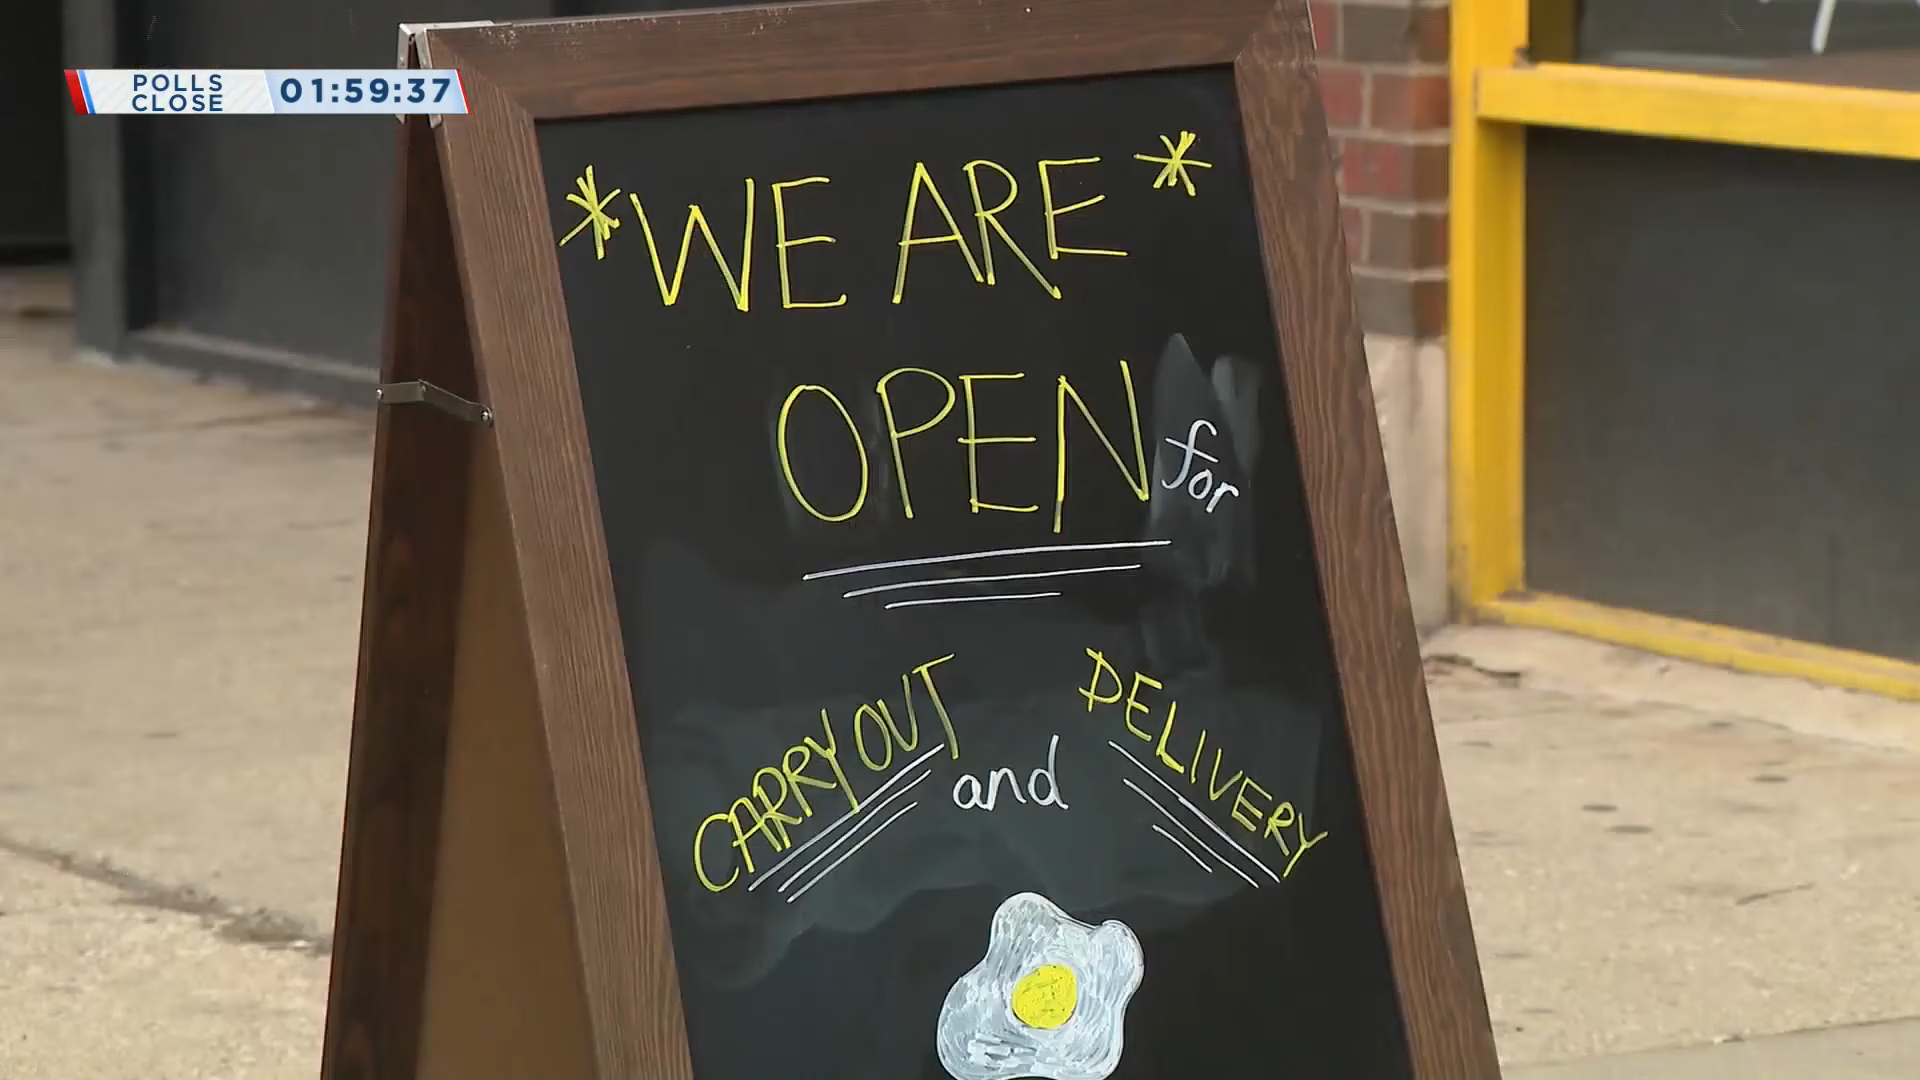 POLLS
CLOSE
01:59:37
*WE ARE*
OPEN for
CARRYOUT and DELIVERY